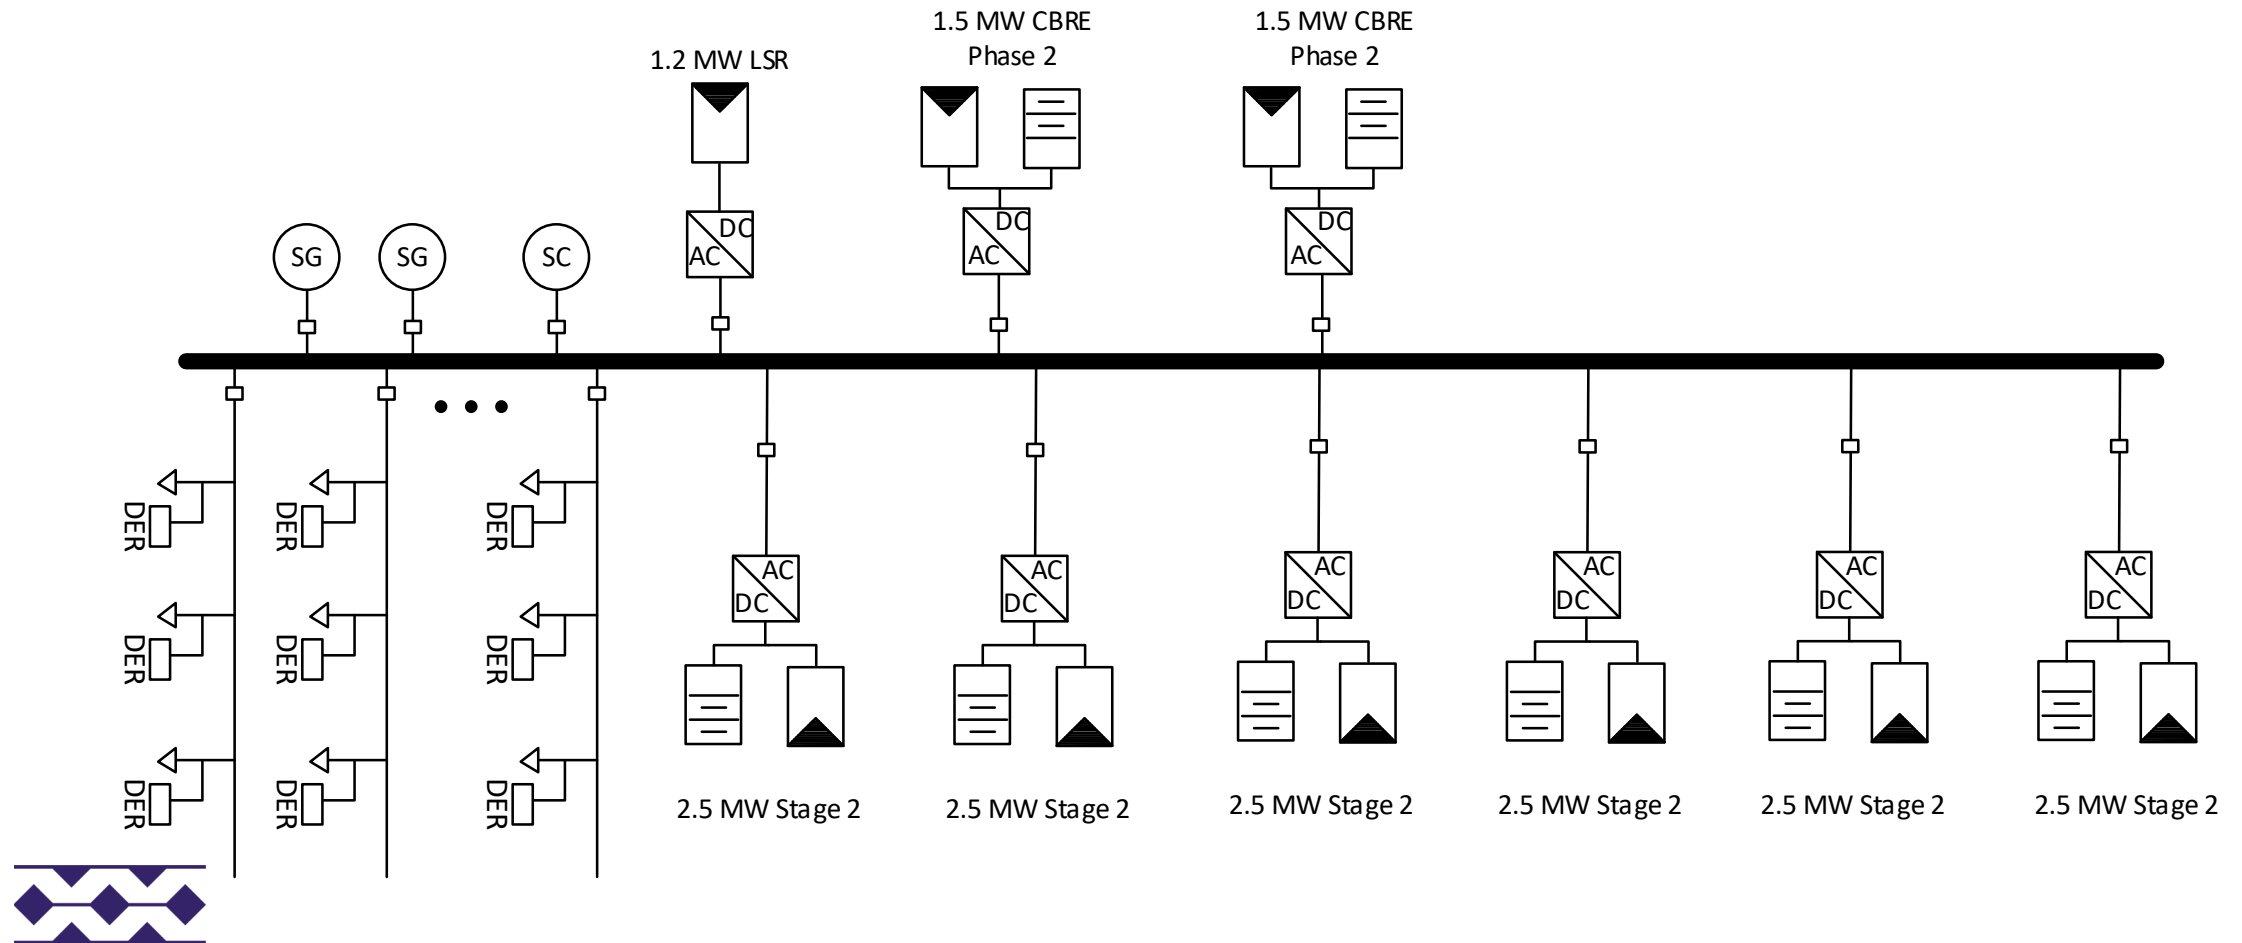 1.5 MW CBRE
Phase 2
1.5 MW CBRE
Phase 2
1.2 MW LSR
DC
AC
DC
AC
DC
AC
SG
SG
SC
DER
DER
DER
DER
DER
DER
DER
DER
DER
AC
DC
AC
DC
AC
DC
AC
DC
AC
DC
AC
DC
2.5 MW Stage 2
2.5 MW Stage 2
2.5 MW Stage 2
2.5 MW Stage 2
2.5 MW Stage 2
2.5 MW Stage 2